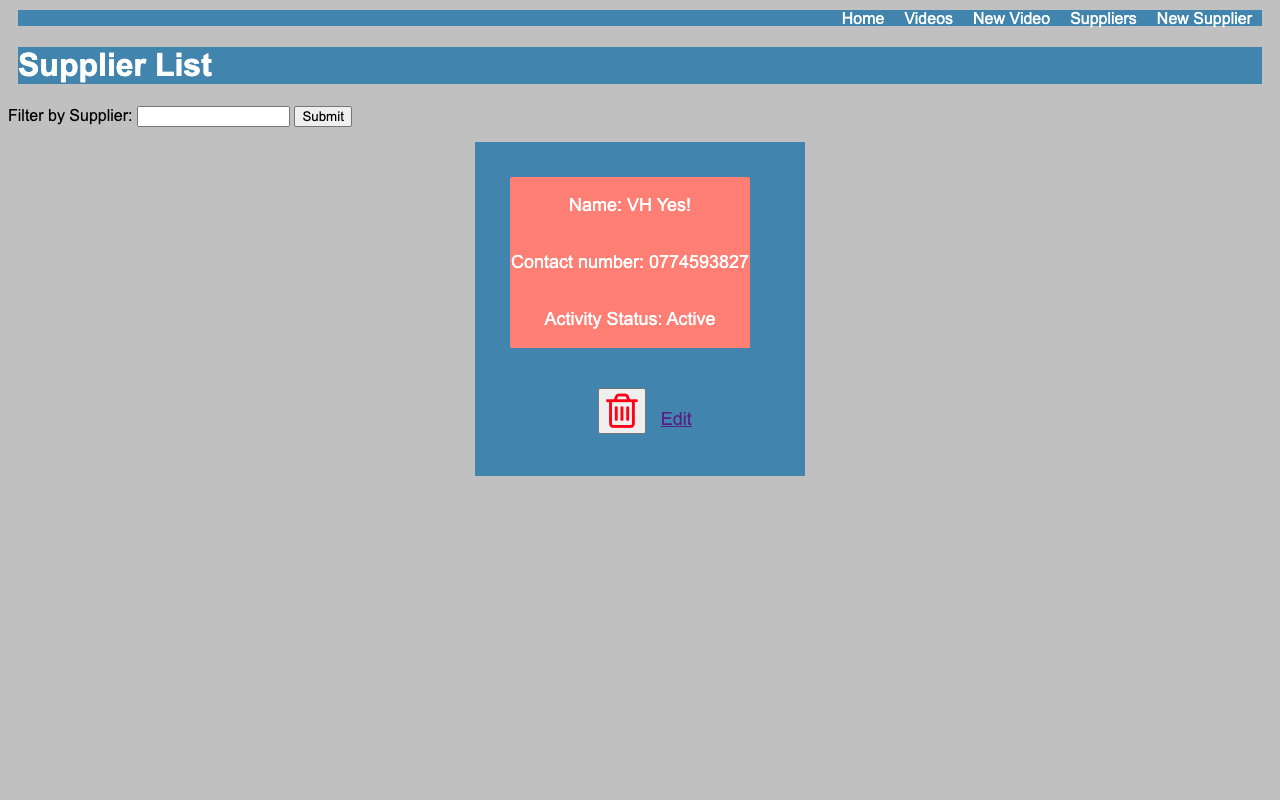 Home Videos New Video Suppliers New Supplier
Supplier List
Filter by Supplier: Submit
Name: VH Yes!
Contact number: 0774593827
Activity Status: Active
Edit